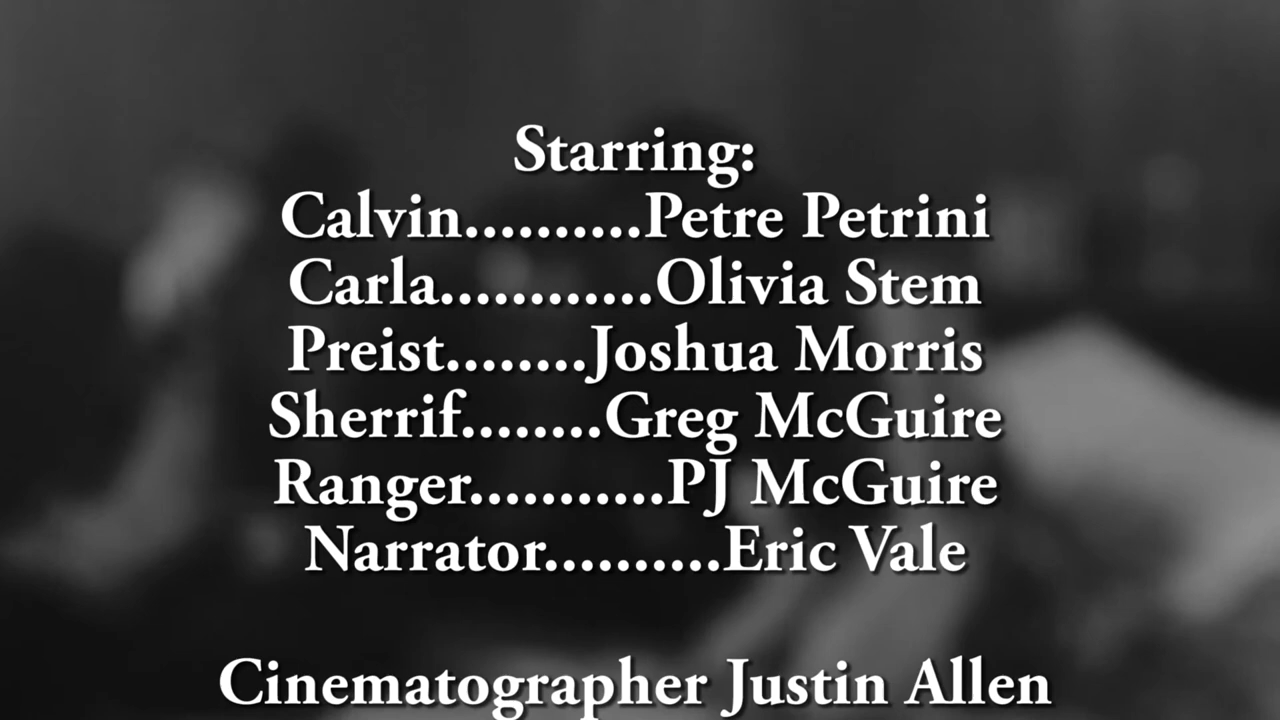 Starring:
Calvin..........Petre Petrini
Carla............Olivia Stem
Preist........Joshua Morris
Sherrif........Greg McGuire
Ranger...........PJ McGuire
Narrator..........Eric Vale
Cinematographer Justin Allen